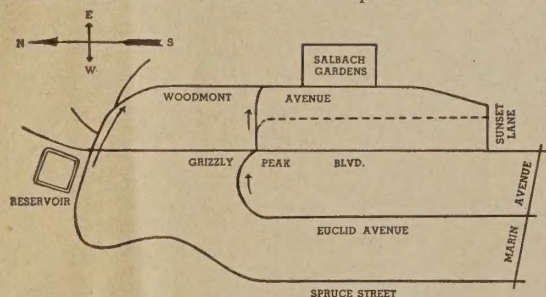 E
N S
W
SALBACH
GARDENS
WOODMONT AVENUE
SUNSET
LANE
GRIZZLY PEAK BLVD.
RESERVOIR
EUCLID AVENUE
MARIN AVENUE
SPRUCE STREET